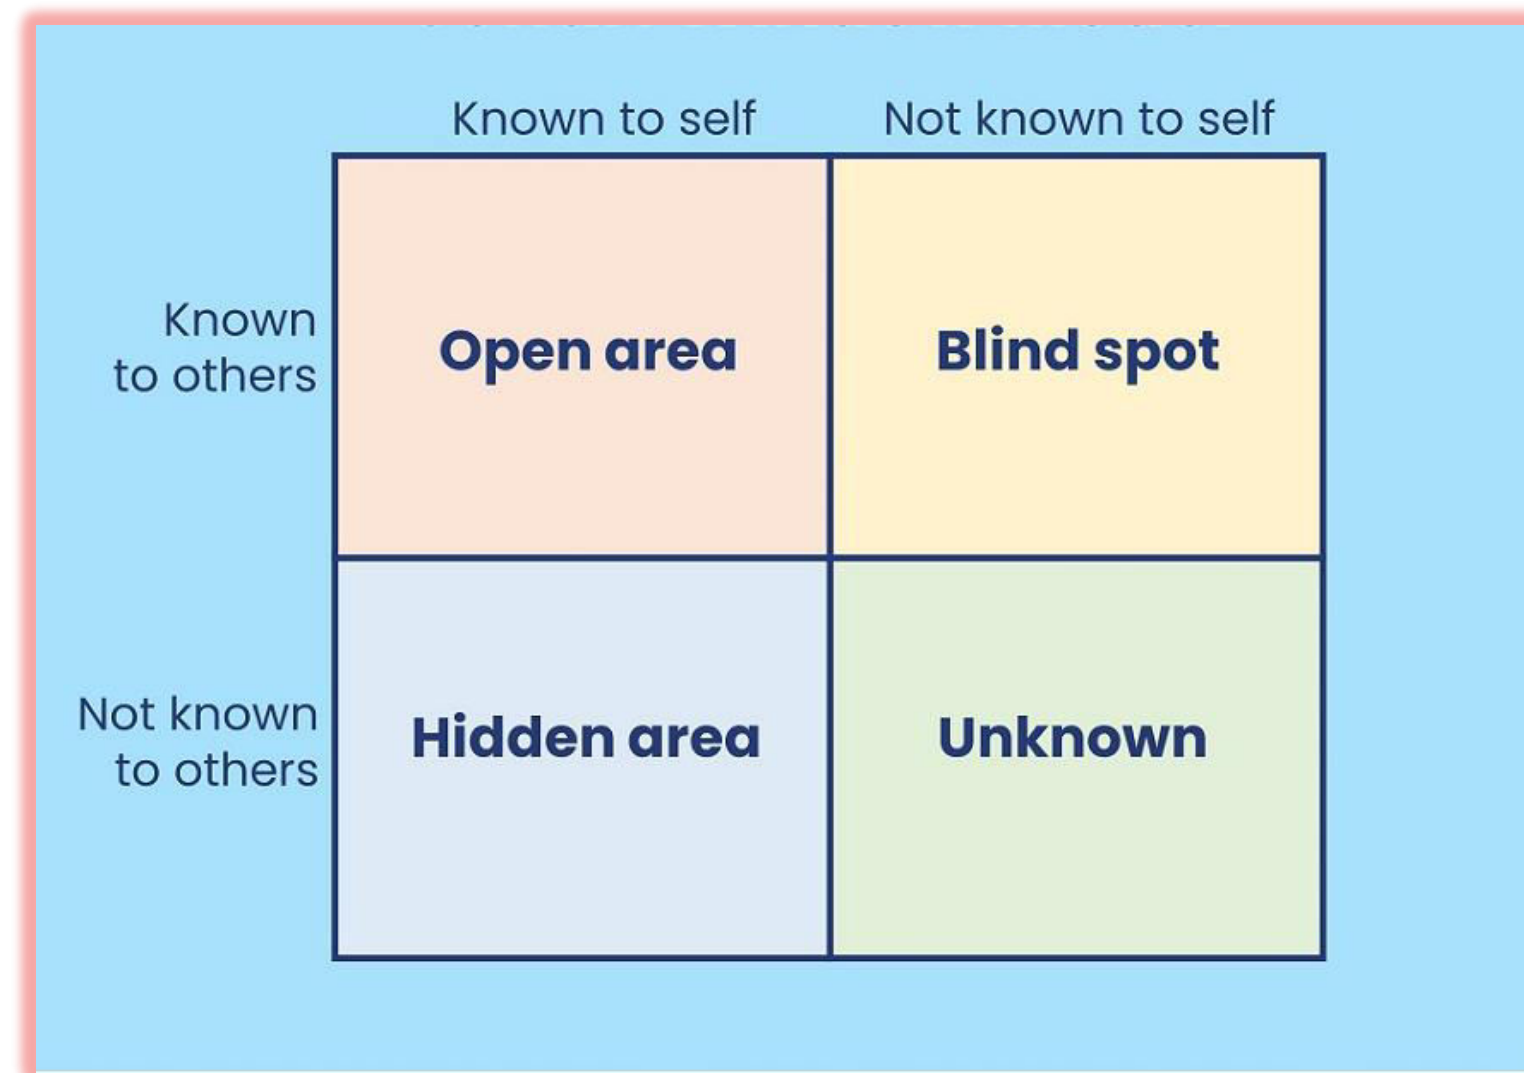 Known to self
Not known to self
Known
to others
Open area
Blind spot
Not known
to others
Hidden area
Unknown